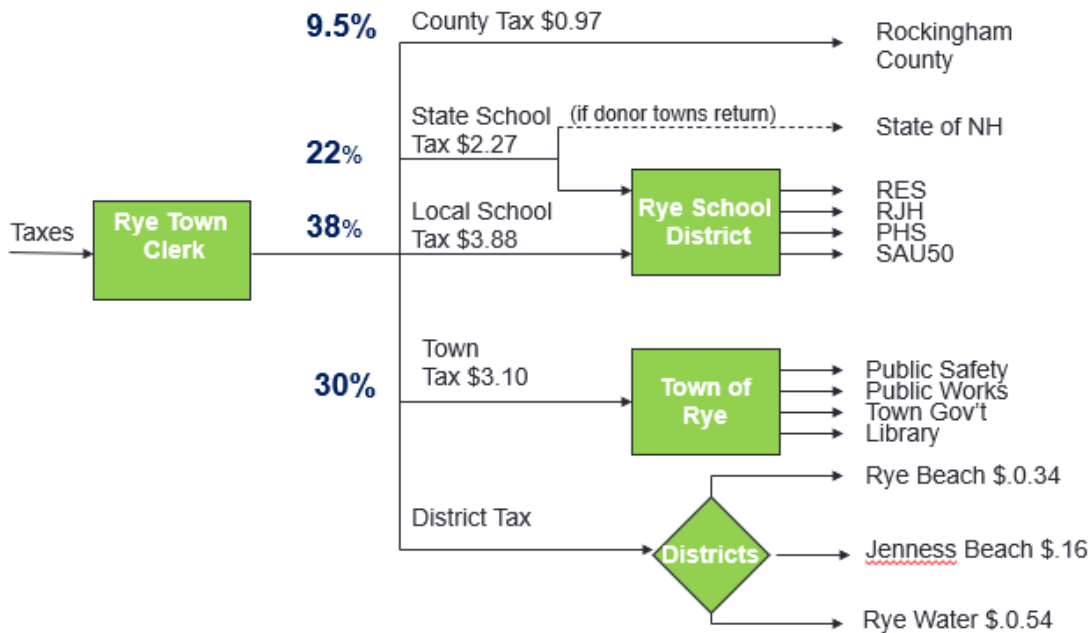 9.5%
County Tax $0.97
Rockingham
County
State School
Tax $2.27
(if donor towns return)
State of NH
22%
Rye School
District
RES
RJH
PHS
SAU50
Local School
Tax $3.88
38%
Taxes
Rye Town
Clerk
Town
Tax $3.10
30%
Town of
Rye
Public Safety
Public Works
Town Gov't
Library
District Tax
Districts
Rye Beach $.0.34
Jenness Beach $.16
Rye Water $.0.54